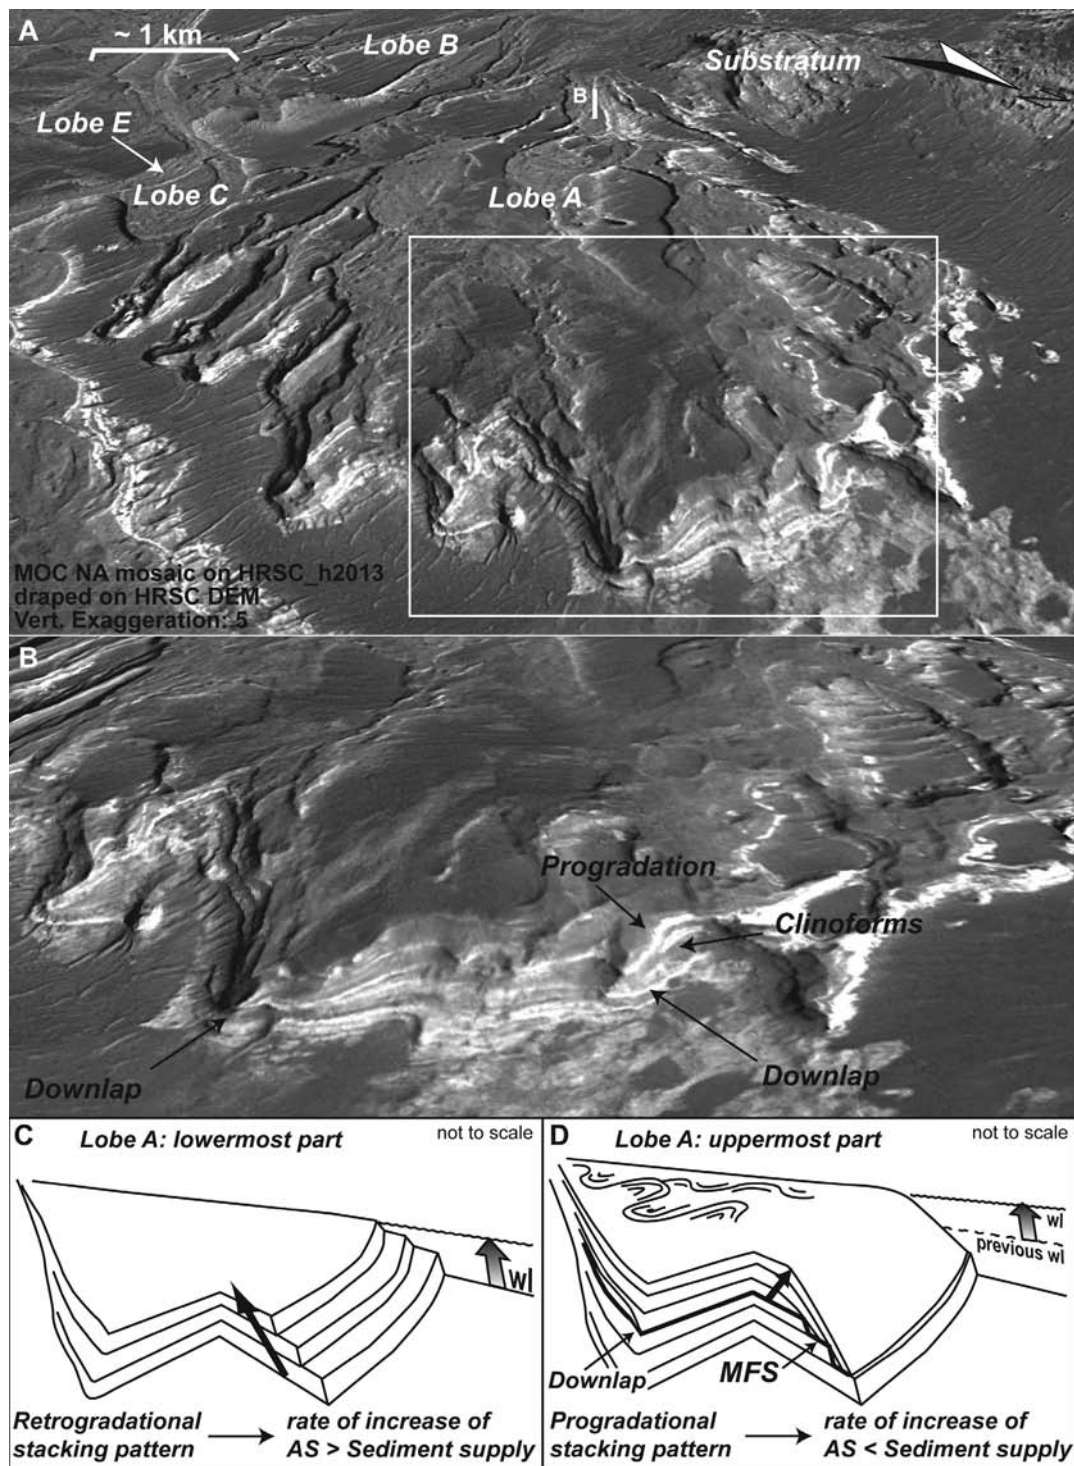 A
~ 1 km
Lobe B
Substratum
B
Lobe E
Lobe C
Lobe A
MOC NA mosaic on HRSC_h2013
draped on HRSC DEM
Vert. Exaggeration: 5
B
Progradation
Clinoforms
Downlap
Downlap
C
Lobe A: lowermost part
not to scale
wl
Retrogradational
stacking pattern
rate of increase of
AS > Sediment supply
D
Lobe A: uppermost part
not to scale
wl
previous wl
Downlap
MFS
Progradational
stacking pattern
rate of increase of
AS < Sediment supply